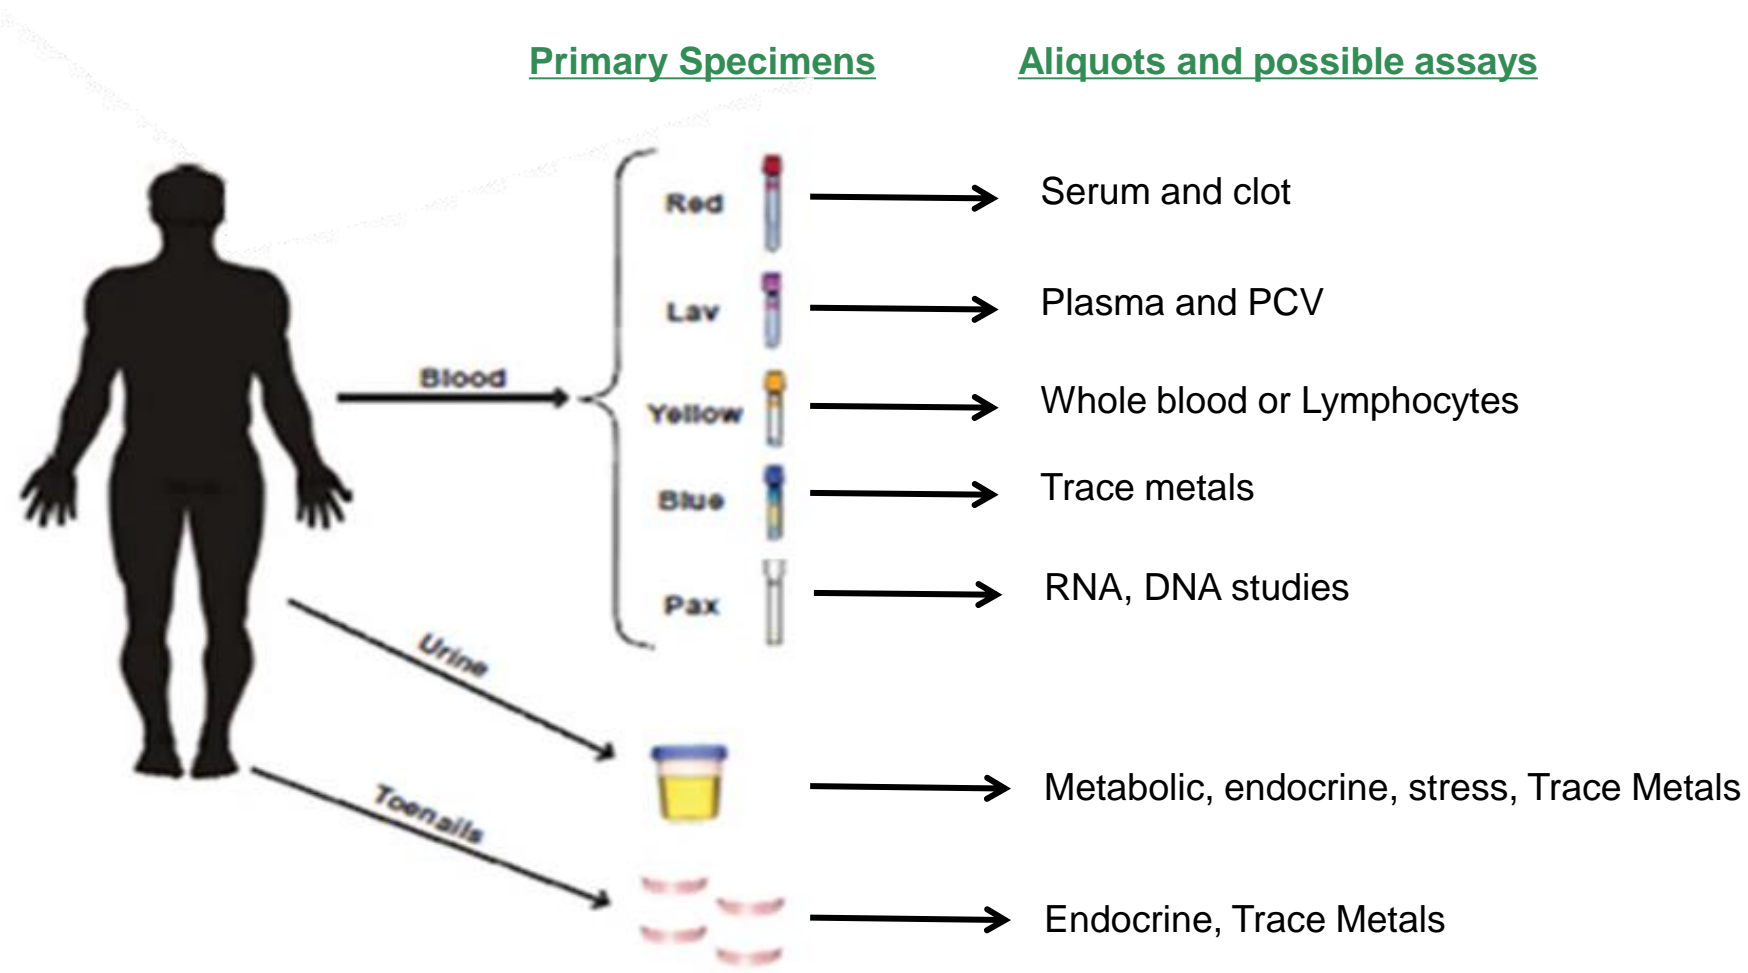 Primary Specimens
Aliquots and possible assays
Red
Serum and clot
Lav
Plasma and PCV
Blood
Yellow
Whole blood or Lymphocytes
Blue
Trace metals
Pax
RNA, DNA studies
Urine
Metabolic, endocrine, stress, Trace Metals
Toenails
Endocrine, Trace Metals